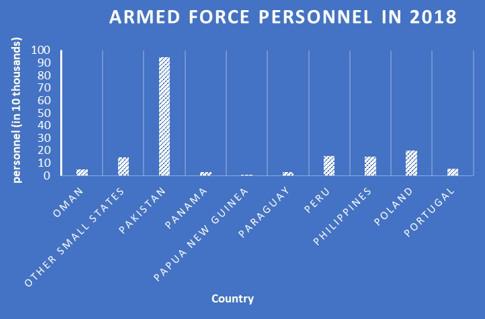 ARMED FORCE PERSONNEL IN 2018
personnel (in 10 thousands)
100
90
80
70
60
50
40
30
20
10
0
OMAN
OTHER SMALL STATES
PAKISTAN
PANAMA
PAPUA NEW GUINEA
PARAGUAY
PERU
PHILIPPINES
POLAND
PORTUGAL
Country